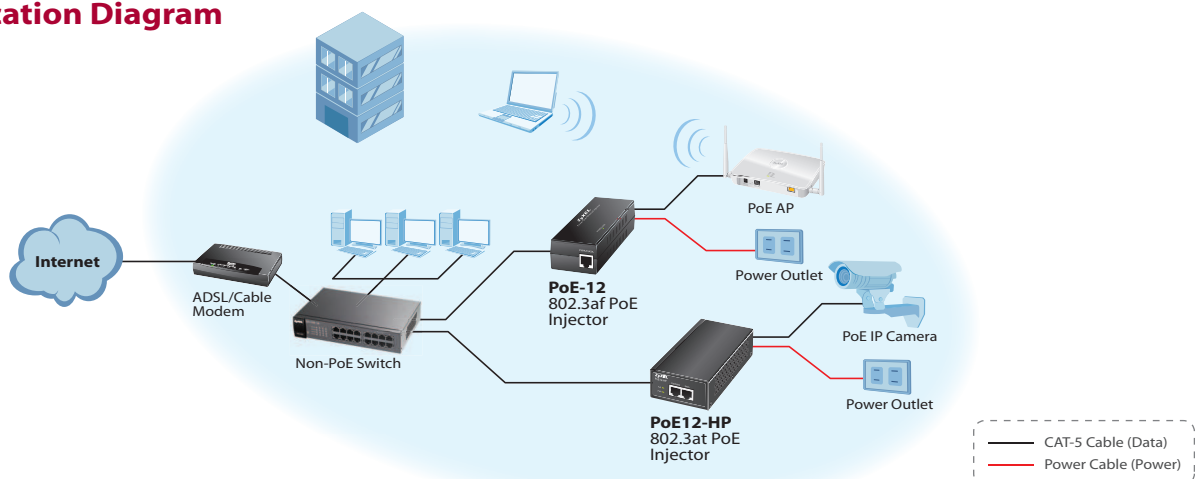 cation Diagram
Internet
ADSL/Cable
Modem
Non-PoE Switch
PoE-12
802.3af PoE
Injector
PoE AP
Power Outlet
PoE IP Camera
Power Outlet
PoE12-HP
802.3at PoE
Injector
CAT-5 Cable (Data)
Power Cable (Power)